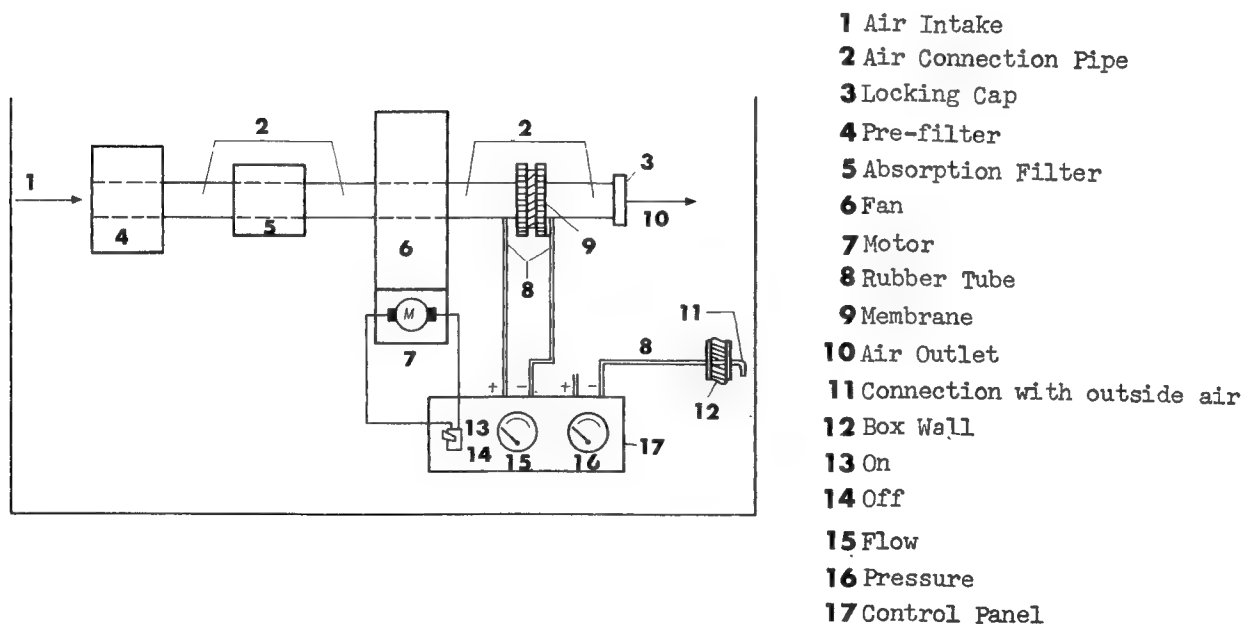 1 Air Intake
2 Air Connection Pipe
3 Locking Cap
4 Pre-filter
5 Absorption Filter
6 Fan
7 Motor
8 Rubber Tube
9 Membrane
10 Air Outlet
11 Connection with outside air
12 Box Wall
13 On
14 Off
15 Flow
16 Pressure
17 Control Panel
2 2
3
1
10
4 5 6 9
8
M
7
11
8
+ - + -
12
13
14 17
15 16